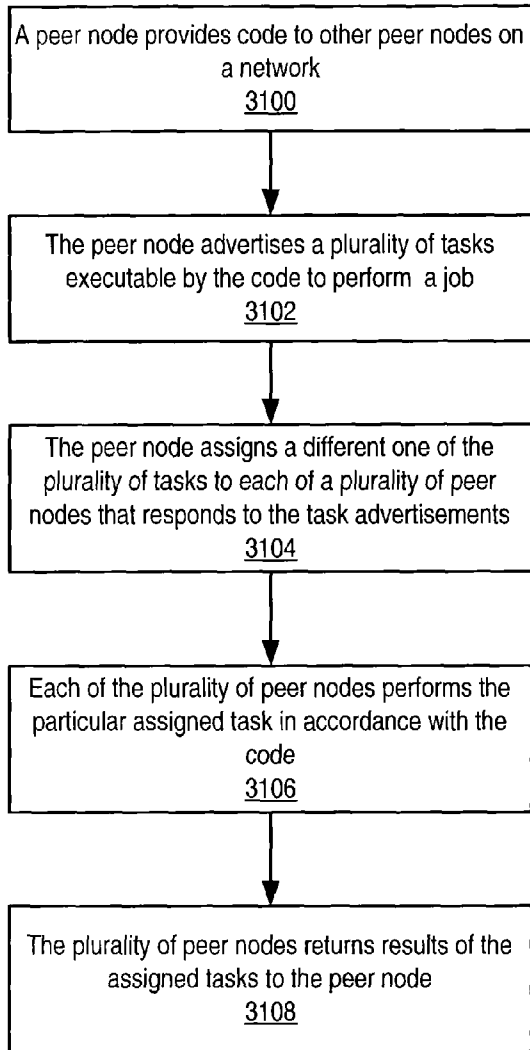 A peer node provides code to other peer nodes on
a network
3100
The peer node advertises a plurality of tasks
executable by the code to perform a job
3102
The peer node assigns a different one of the
plurality of tasks to each of a plurality of peer
nodes that responds to the task advertisements
3104
Each of the plurality of peer nodes performs the
particular assigned task in accordance with the
code
3106
The plurality of peer nodes returns results of the
assigned tasks to the peer node
3108